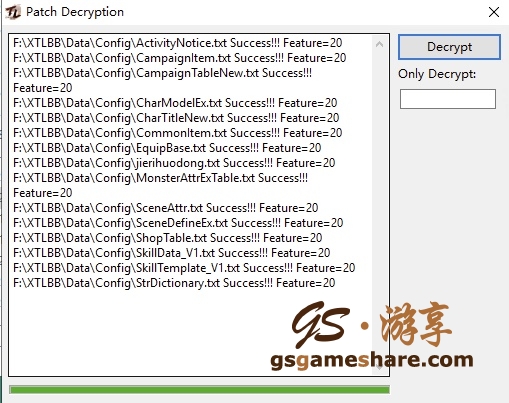 Patch Decryption
F:\XTLBB\Data\Config\ActivityNotice.txt Success!!! Feature=20
F:\XTLBB\Data\Config\CampaignItem.txt Success!!! Feature=20
F:\XTLBB\Data\Config\CampaignTableNew.txt Success!!!
Feature=20
F:\XTLBB\Data\Config\CharModelEx.txt Success!!! Feature=20
F:\XTLBB\Data\Config\CharTitleNew.txt Success!!! Feature=20
F:\XTLBB\Data\Config\CommonItem.txt Success!!! Feature=20
F:\XTLBB\Data\Config\EquipBase.txt Success!!! Feature=20
F:\XTLBB\Data\Config\jierihuodong.txt Success!!! Feature=20
F:\XTLBB\Data\Config\MonsterAttrExTable.txt Success!!!
Feature=20
F:\XTLBB\Data\Config\SceneAttr.txt Success!!! Feature=20
F:\XTLBB\Data\Config\SceneDefineEx.txt Success!!! Feature=20
F:\XTLBB\Data\Config\ShopTable.txt Success!!! Feature=20
F:\XTLBB\Data\Config\SkillData_V1.txt Success!!! Feature=20
F:\XTLBB\Data\Config\SkillTemplate_V1.txt Success!!! Feature=20
F:\XTLBB\Data\Config\StrDictionary.txt Success!!! Feature=20
Decrypt
Only Decrypt:
GS·游享
gsgameshare.com